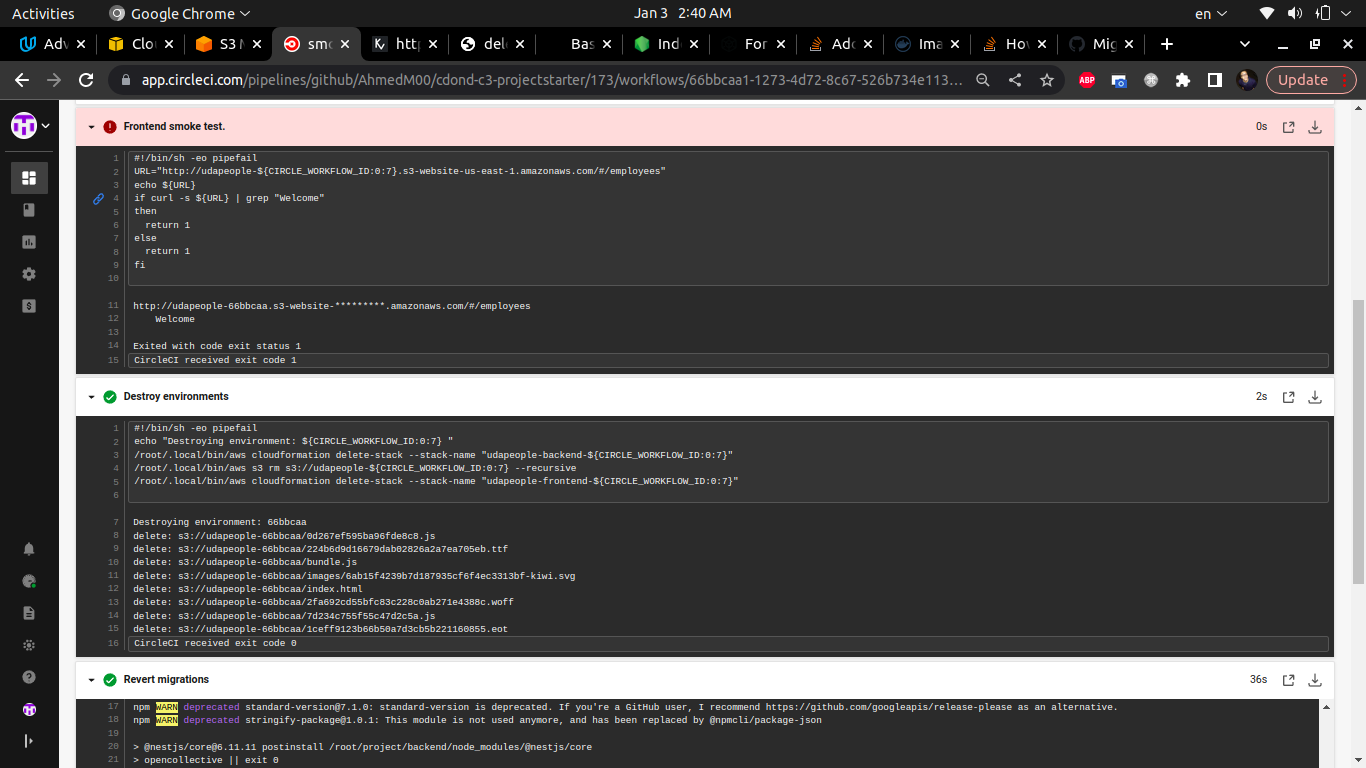 Activities
Google Chrome
Jan 3 2:40 AM
en
Adv
Clo
S3 M
smo
http
del
Bas
Ind
For
Ado
Ima
Ho
Mig
app.circleci.com/pipelines/github/AhmedM00/cdond-c3-projectstarter/173/workflows/66bbcaa1-1273-4d72-8c67-526b734e113…
ABP
Update
Frontend smoke test.
0s
1 #!/bin/sh -eo pipefail
2 URL="http://udapeople-${CIRCLE_WORKFLOW_ID:0:7}.s3-website-us-east-1.amazonaws.com/#/employees"
3 echo ${URL}
4 if curl -s ${URL} | grep "Welcome"
5 then
6 return 1
7 else
8 return 1
9 fi
10
11 http://udapeople-66bbcaa.s3-website-*********.amazonaws.com/#/employees
12 Welcome
13
14 Exited with code exit status 1
15 CircleCI received exit code 1
Destroy environments
2s
1 #!/bin/sh -eo pipefail
2 echo "Destroying environment: ${CIRCLE_WORKFLOW_ID:0:7} "
3 /root/.local/bin/aws cloudformation delete-stack --stack-name "udapeople-backend-${CIRCLE_WORKFLOW_ID:0:7}"
4 /root/.local/bin/aws s3 rm s3://udapeople-${CIRCLE_WORKFLOW_ID:0:7} --recursive
5 /root/.local/bin/aws cloudformation delete-stack --stack-name "udapeople-frontend-${CIRCLE_WORKFLOW_ID:0:7}"
6
7 Destroying environment: 66bbcaa
8 delete: s3://udapeople-66bbcaa/0d267ef595ba96fde8c8.js
9 delete: s3://udapeople-66bbcaa/224b6d9d16679dab02826a2a7ea705eb.ttf
10 delete: s3://udapeople-66bbcaa/bundle.js
11 delete: s3://udapeople-66bbcaa/images/6ab15f4239b7d187935cf6f4ec3313bf-kiwi.svg
12 delete: s3://udapeople-66bbcaa/index.html
13 delete: s3://udapeople-66bbcaa/2fa692cd55bfc83c228c0ab271e4388c.woff
14 delete: s3://udapeople-66bbcaa/7d234c755f55c47d2c5a.js
15 delete: s3://udapeople-66bbcaa/1ceff9123b66b50a7d3cb5b221160855.eot
16 CircleCI received exit code 0
Revert migrations
36s
17 npm WARN deprecated standard-version@7.1.0: standard-version is deprecated. If you're a GitHub user, I recommend https://github.com/googleapis/release-please as an alternative.
18 npm WARN deprecated stringify-package@1.0.1: This module is not used anymore, and has been replaced by @npmcli/package-json
19
20 > @nestjs/core@6.11.11 postinstall /root/project/backend/node_modules/@nestjs/core
21 > opencollective || exit 0